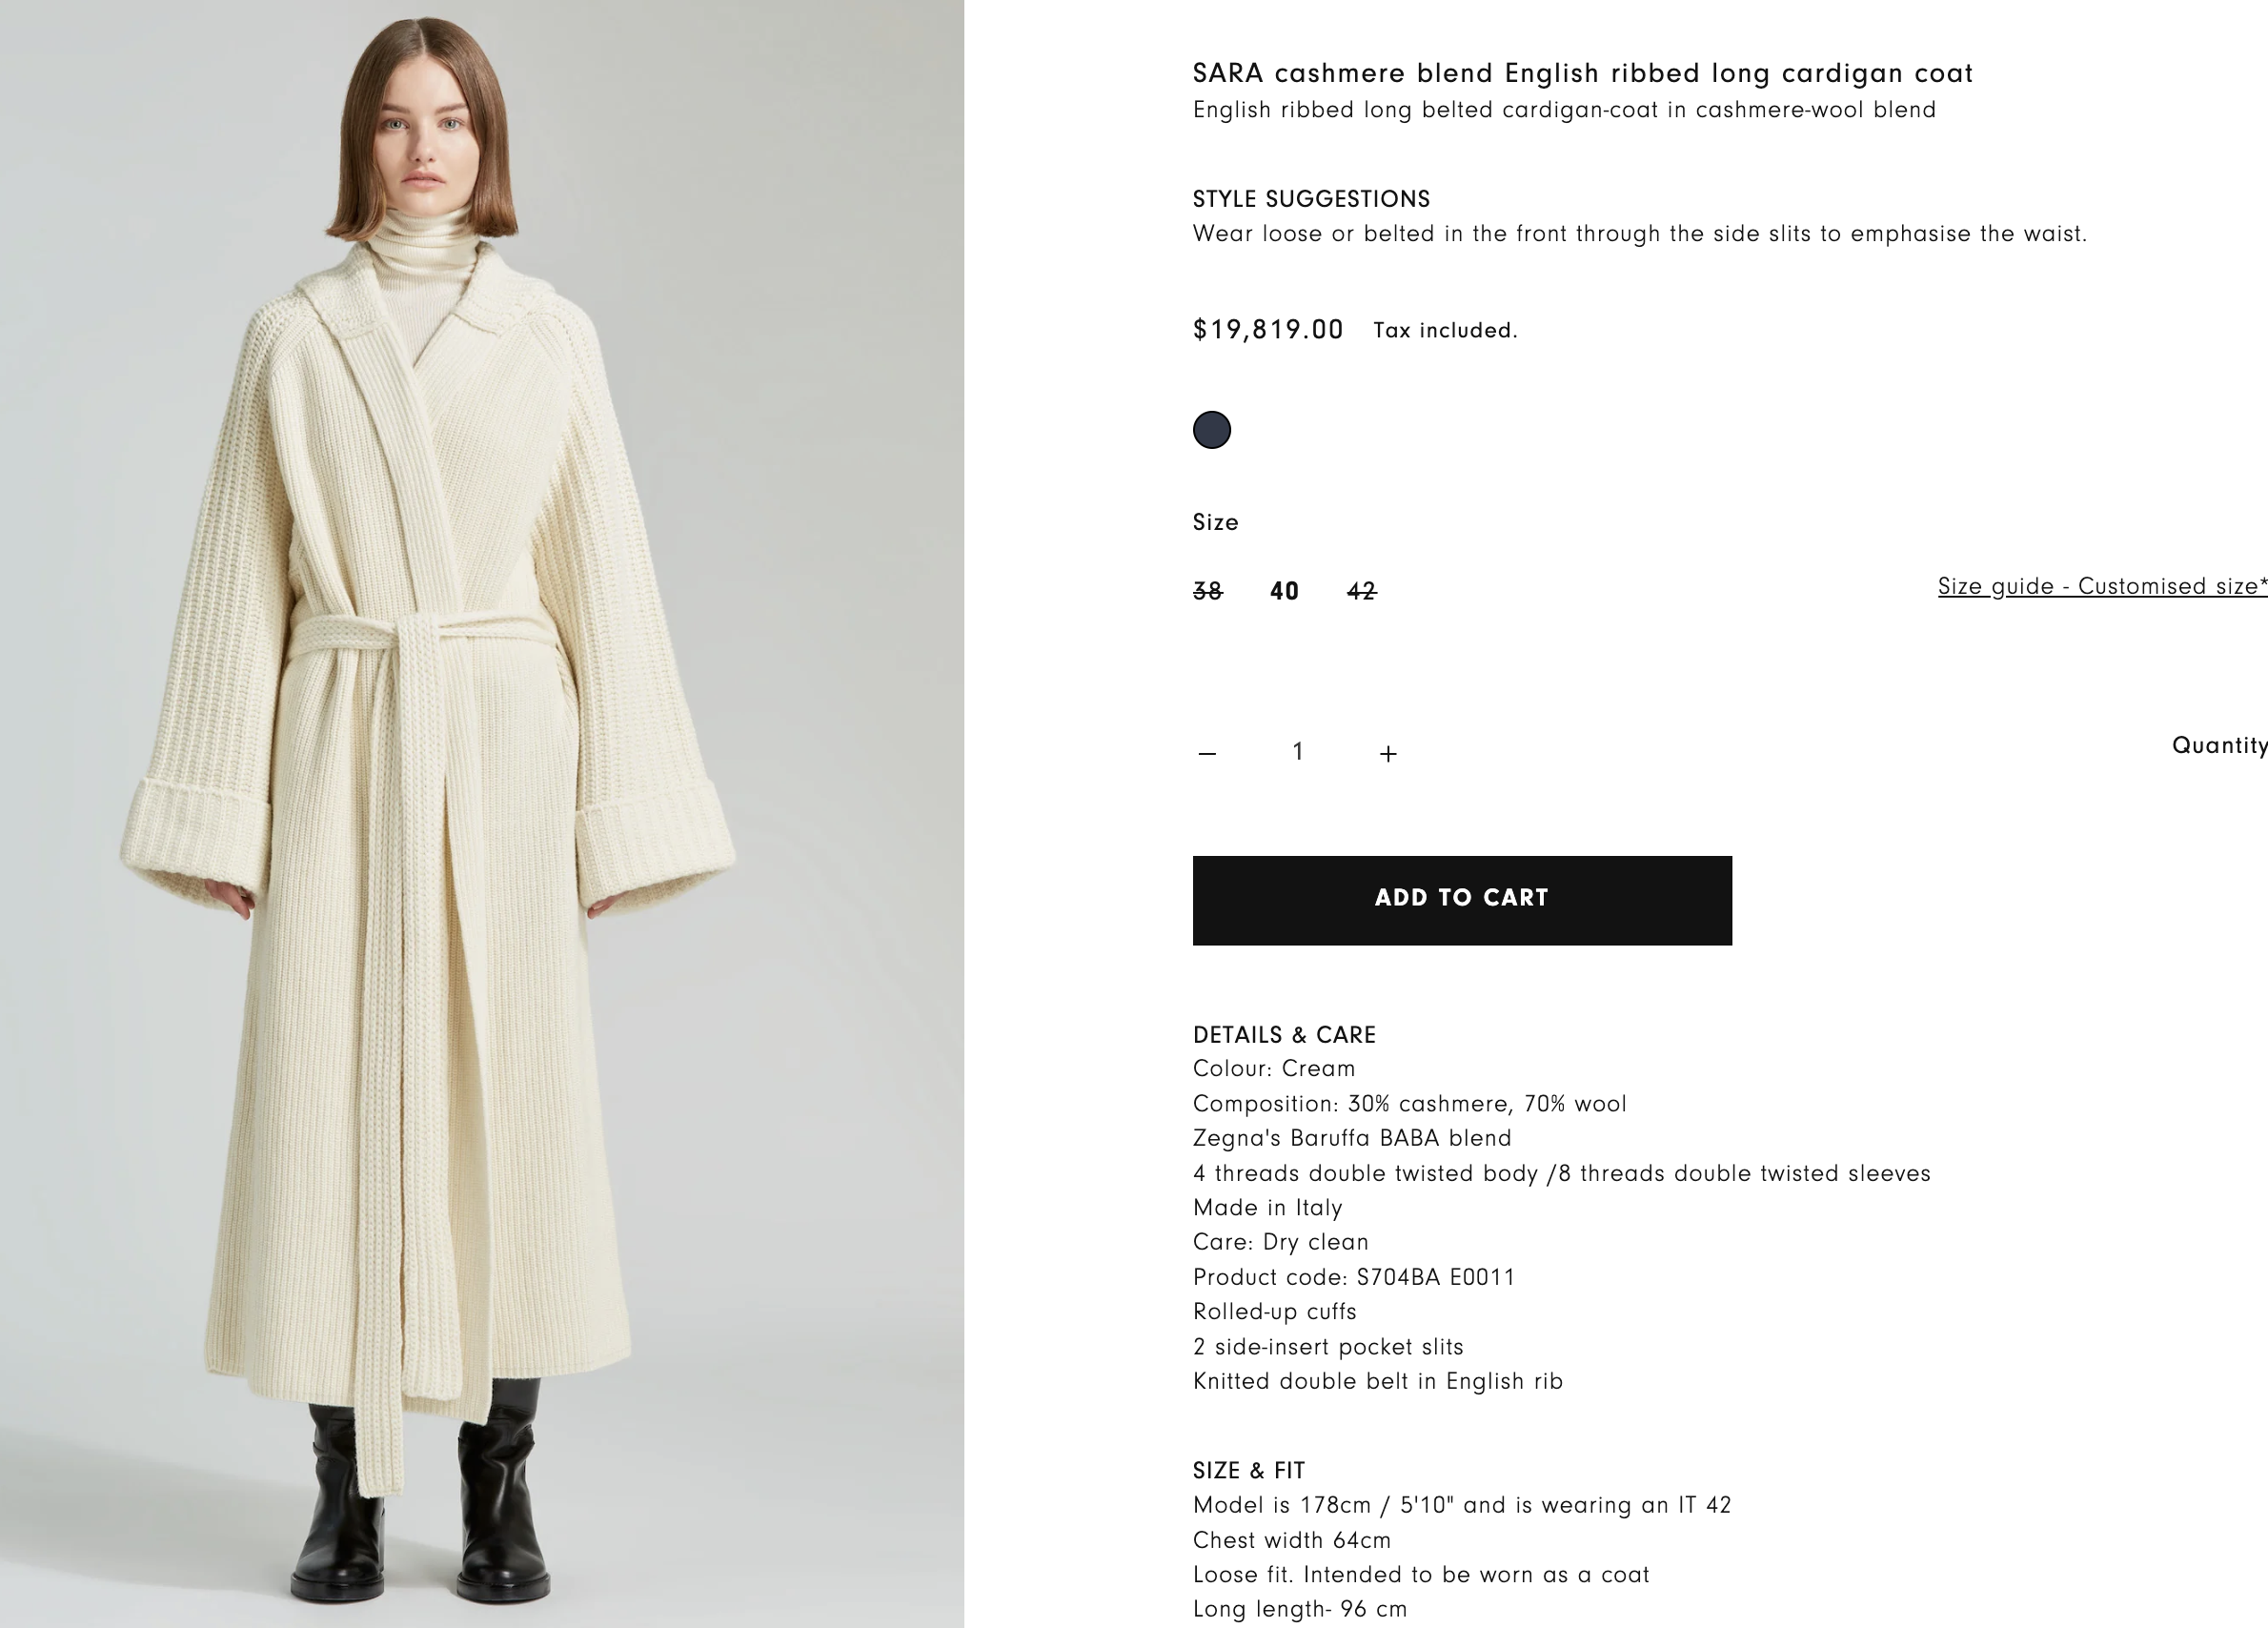 SARA cashmere blend English ribbed long cardigan coat
English ribbed long belted cardigan-coat in cashmere-wool blend
STYLE SUGGESTIONS
Wear loose or belted in the front through the side slits to emphasise the waist.
$19,819.00 Tax included.
Size
38 40 42 Size guide - Customised size*
− 1 + Quantity
ADD TO CART
DETAILS & CARE
Colour: Cream
Composition: 30% cashmere, 70% wool
Zegna's Baruffa BABA blend
4 threads double twisted body /8 threads double twisted sleeves
Made in Italy
Care: Dry clean
Product code: S704BA E0011
Rolled-up cuffs
2 side-insert pocket slits
Knitted double belt in English rib
SIZE & FIT
Model is 178cm / 5'10" and is wearing an IT 42
Chest width 64cm
Loose fit. Intended to be worn as a coat
Long length- 96 cm